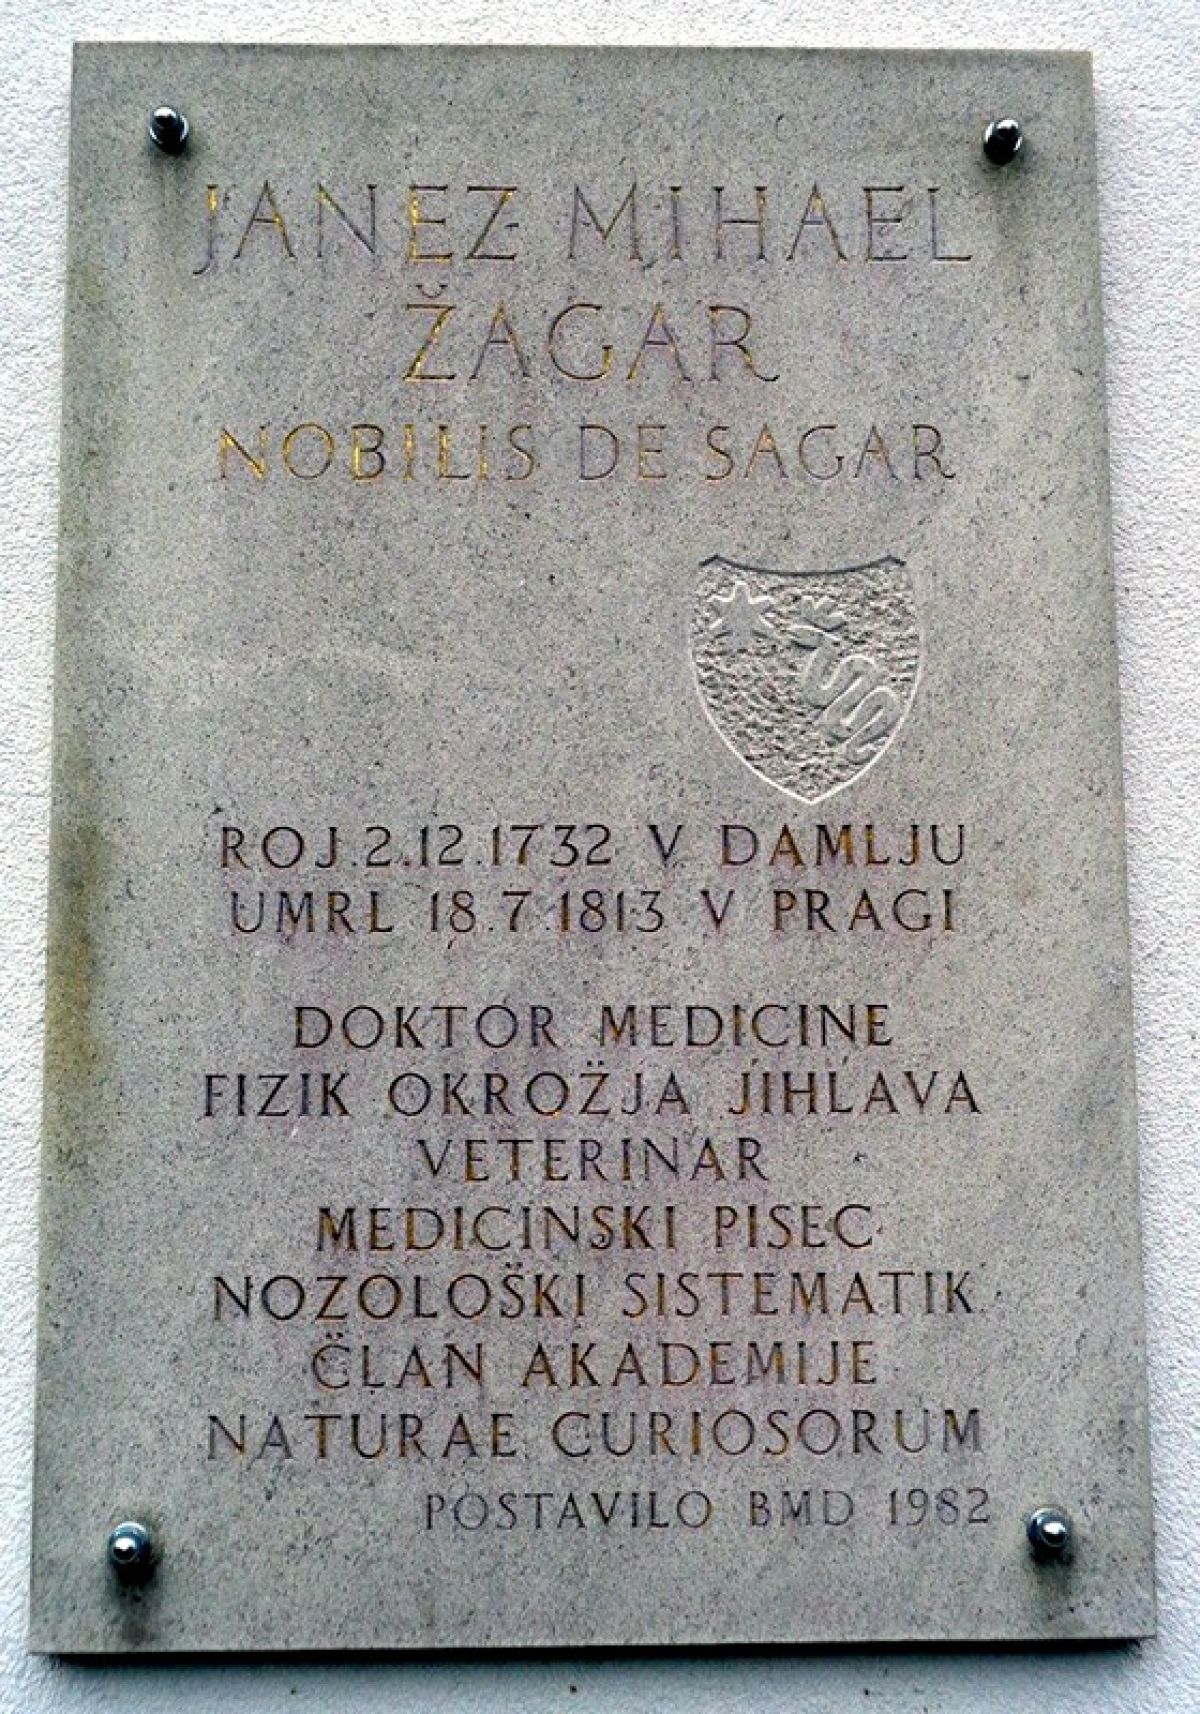 JANEZ MIHAEL
ŽAGAR
NOBILIS DE SAGAR
ROJ. 2.12.1732 V DAMLJU
UMRL 18.7.1813 V PRAGI
DOKTOR MEDICINE
FIZIK OKROŽJA JIHLAVA
VETERINAR
MEDICINSKI PISEC
NOZOLOŠKI SISTEMATIK
ČLAN AKADEMIJE
NATURAE CURIOSORUM
POSTAVILO BMD 1982